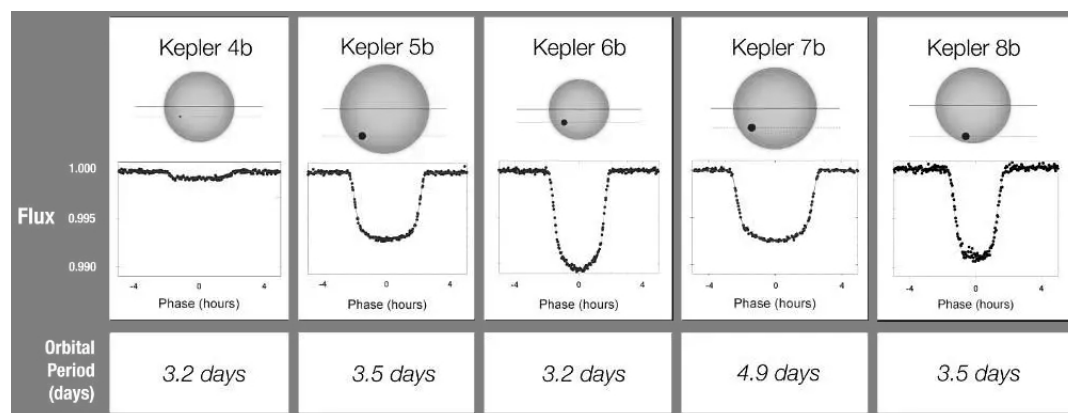 Kepler 4b
Kepler 5b
Kepler 6b
Kepler 7b
Kepler 8b
Flux
1.000
0.995
0.990
-4 0 4
-4 0 4
-4 0 4
-4 0 4
-4 0 4
Phase (hours)
Phase (hours)
Phase (hours)
Phase (hours)
Phase (hours)
Orbital
Period
(days)
3.2 days
3.5 days
3.2 days
4.9 days
3.5 days